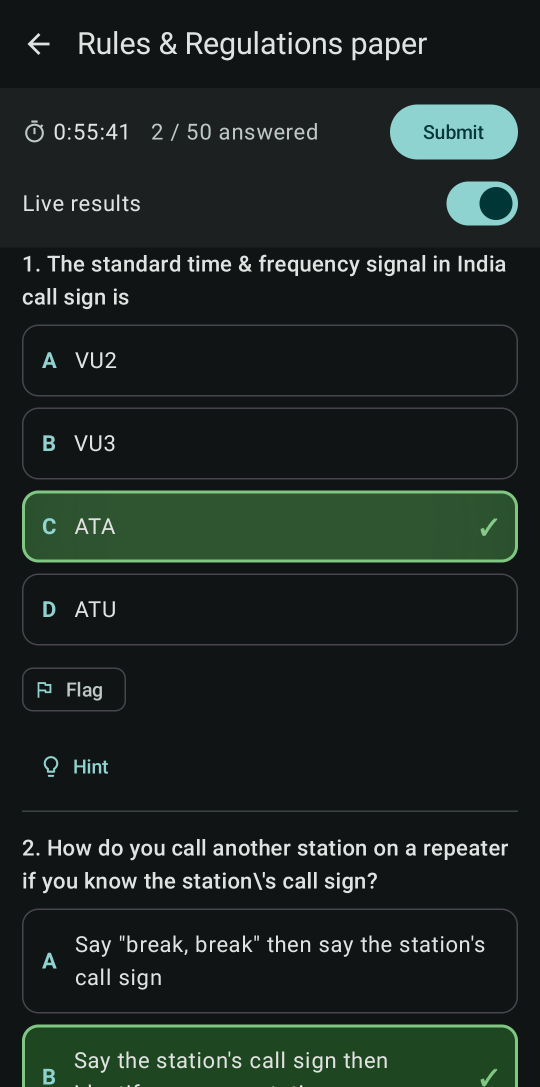 Rules & Regulations paper
0:55:41 2 / 50 answered Submit
Live results
1. The standard time & frequency signal in India
call sign is
A VU2
B VU3
C ATA ✓
D ATU
Flag
Hint
2. How do you call another station on a repeater
if you know the station\'s call sign?
A Say "break, break" then say the station's
call sign
B Say the station's call sign then ✓